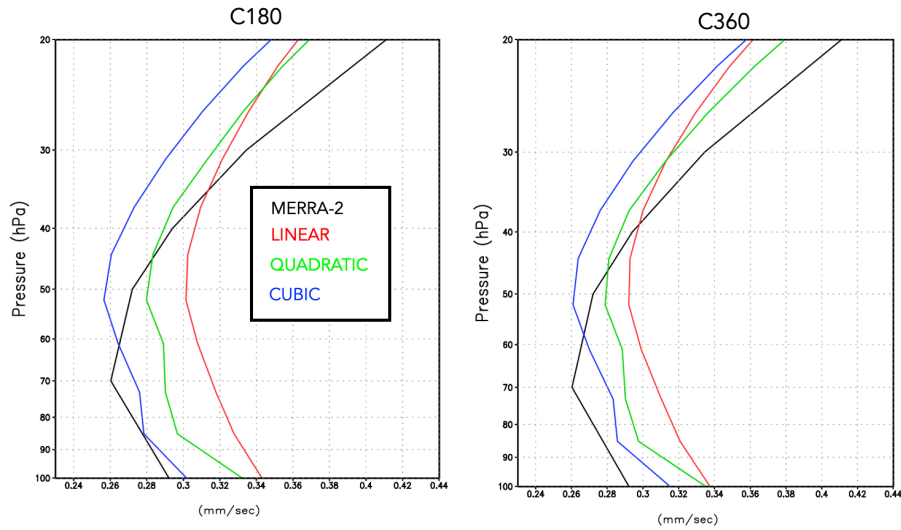 C180
20
30
40
50
60
70
80
90
100
Pressure (hPa)
0.24 0.26 0.28 0.3 0.32 0.34 0.36 0.38 0.4 0.42 0.44
(mm/sec)
MERRA-2
LINEAR
QUADRATIC
CUBIC
C360
20
30
40
50
60
70
80
90
100
Pressure (hPa)
0.24 0.26 0.28 0.3 0.32 0.34 0.36 0.38 0.4 0.42 0.44
(mm/sec)